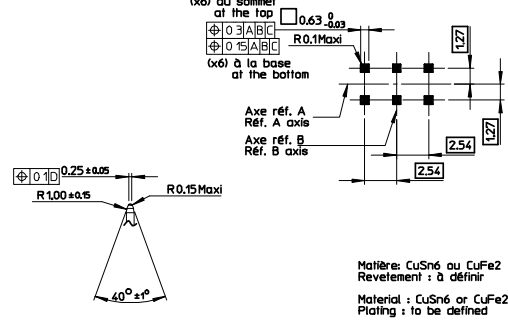 (x6) au sommet
at the top
0.63 0 -0.03
0.3 A B C
0.15 A B C
R0,1Maxi
(x6) à la base
at the bottom
1.27
Axe réf. A
Réf. A axis
Axe réf. B
Réf. B axis
1.27
2.54
2.54
0.1 D
0.25 ±0.05
R1,00 ±0.15
R0.15Maxi
40° ±1°
Matière: CuSn6 ou CuFe2
Revetement : à définir
Material : CuSn6 or CuFe2
Plating : to be defined